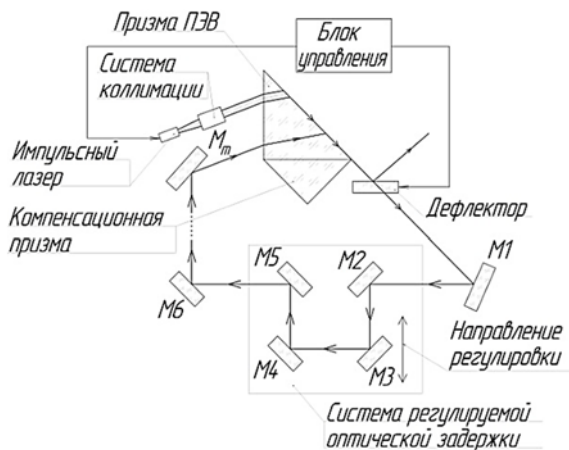 Призма ПЭВ
Блок
управления
Система
коллимации
Mm
Импульсный
лазер
Компенсационная
призма
Дефлектор
M1
M5
M2
M6
M4
M3
Направление
регулировки
Система регулируемой
оптической задержки